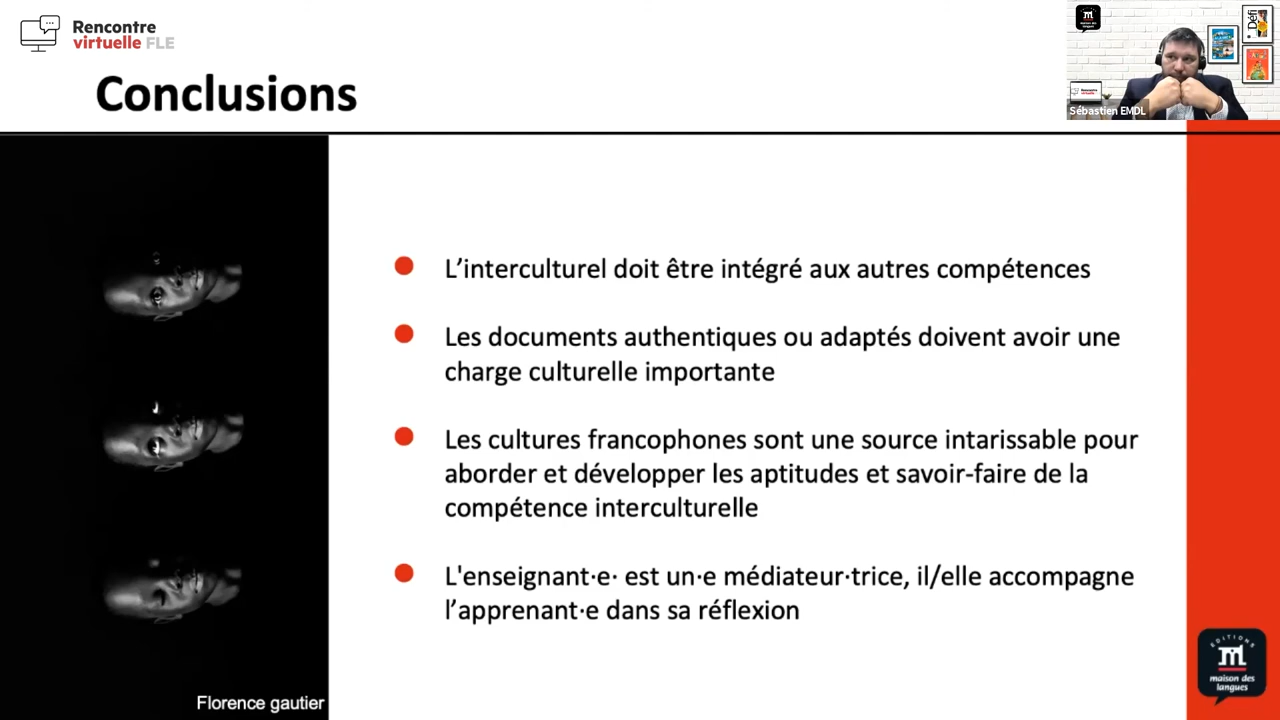 Rencontre
virtuelle FLE
Conclusions
Défi
Rencontre
virtuelle
Sébastien EMDL
L’interculturel doit être intégré aux autres compétences
Les documents authentiques ou adaptés doivent avoir une
charge culturelle importante
Les cultures francophones sont une source intarissable pour
aborder et développer les aptitudes et savoir-faire de la
compétence interculturelle
L'enseignant·e· est un·e médiateur·trice, il/elle accompagne
l’apprenant·e dans sa réflexion
Florence gautier
EDITIONS
maison des
langues